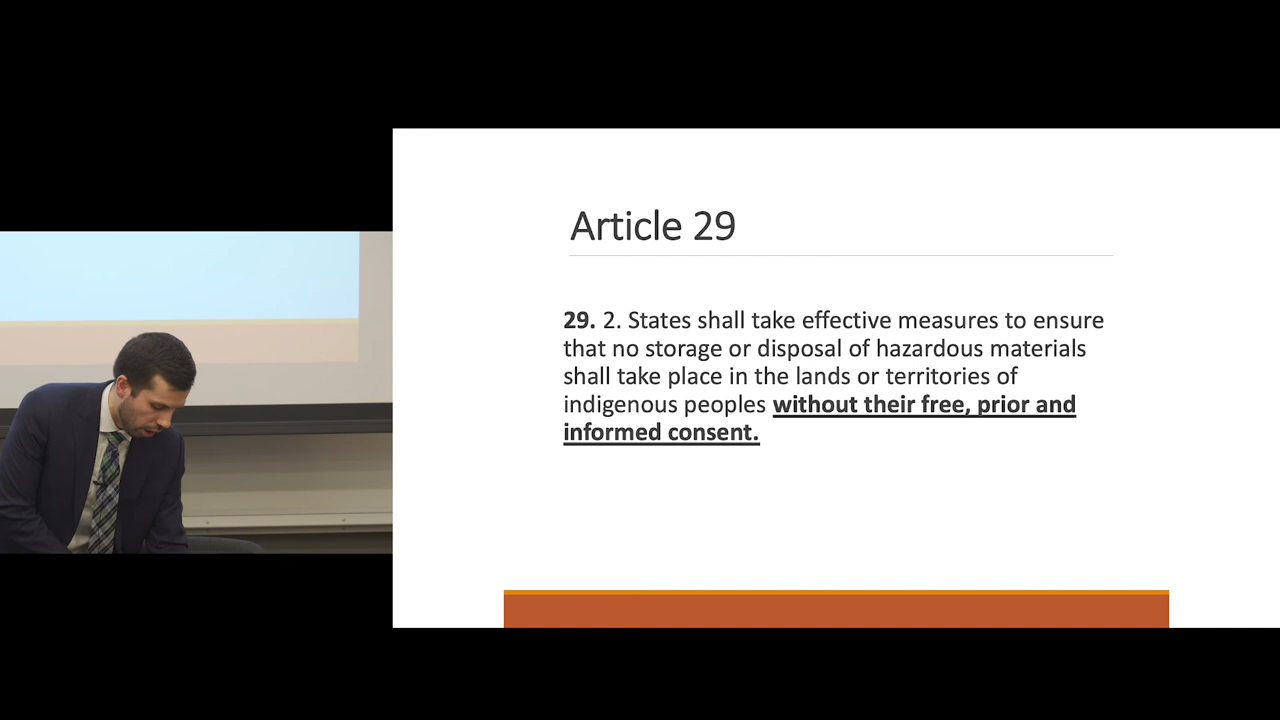 Article 29
29. 2. States shall take effective measures to ensure
that no storage or disposal of hazardous materials
shall take place in the lands or territories of
indigenous peoples without their free, prior and
informed consent.